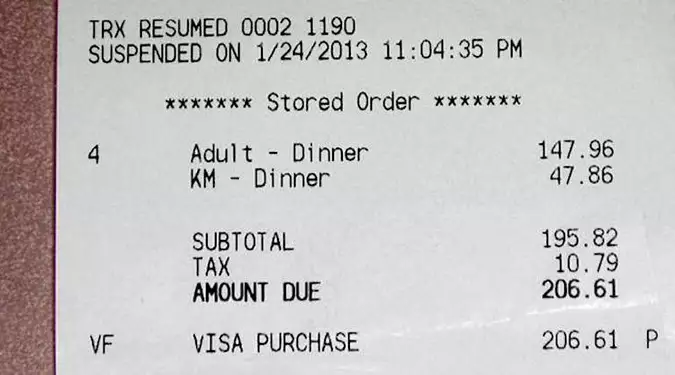 TRX RESUMED 0002 1190
SUSPENDED ON 1/24/2013 11:04:35 PM
******* Stored Order *******
4 Adult - Dinner 147.96
KM - Dinner 47.86
SUBTOTAL 195.82
TAX 10.79
AMOUNT DUE 206.61
VF VISA PURCHASE 206.61 P